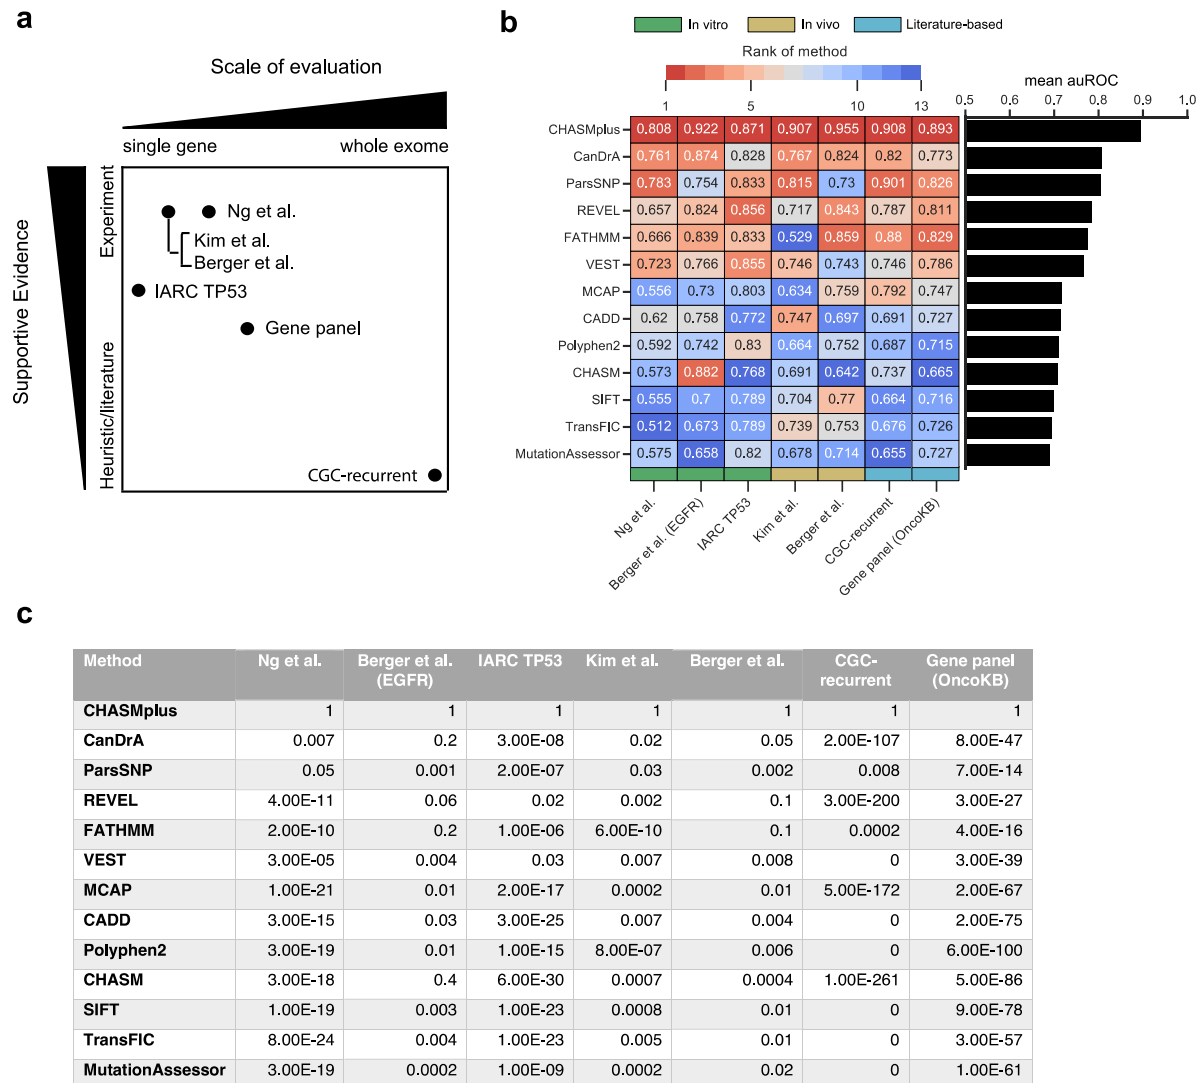 a
Scale of evaluation
single gene
whole exome
Supportive Evidence
Experiment
Heuristic/literature
Ng et al.
Kim et al.
Berger et al.
IARC TP53
Gene panel
CGC-recurrent
b
In vitro In vivo Literature-based
Rank of method
1 5 10 13
mean auROC
0.5 0.6 0.7 0.8 0.9 1.0
CHASMplus 0.808 0.922 0.871 0.907 0.955 0.908 0.893
CanDrA 0.761 0.874 0.828 0.767 0.824 0.82 0.773
ParsSNP 0.783 0.754 0.833 0.815 0.73 0.901 0.826
REVEL 0.657 0.824 0.856 0.717 0.843 0.787 0.811
FATHMM 0.666 0.839 0.833 0.529 0.859 0.88 0.829
VEST 0.723 0.766 0.855 0.746 0.743 0.746 0.786
MCAP 0.556 0.73 0.803 0.634 0.759 0.792 0.747
CADD 0.62 0.758 0.772 0.747 0.697 0.691 0.727
Polyphen2 0.592 0.742 0.83 0.664 0.752 0.687 0.715
CHASM 0.573 0.882 0.768 0.691 0.642 0.737 0.665
SIFT 0.555 0.7 0.789 0.704 0.77 0.664 0.716
TransFIC 0.512 0.673 0.789 0.739 0.753 0.676 0.726
MutationAssessor 0.575 0.658 0.82 0.678 0.714 0.655 0.727
Ng et al.
Berger et al. (EGFR)
IARC TP53
Kim et al.
Berger et al.
CGC-recurrent
Gene panel (OncoKB)
c
Method Ng et al. Berger et al. IARC TP53 Kim et al. Berger et al. CGC- Gene panel
(EGFR) recurrent (OncoKB)
CHASMplus 1 1 1 1 1 1 1
CanDrA 0.007 0.2 3.00E-08 0.02 0.05 2.00E-107 8.00E-47
ParsSNP 0.05 0.001 2.00E-07 0.03 0.002 0.008 7.00E-14
REVEL 4.00E-11 0.06 0.02 0.002 0.1 3.00E-200 3.00E-27
FATHMM 2.00E-10 0.2 1.00E-06 6.00E-10 0.1 0.0002 4.00E-16
VEST 3.00E-05 0.004 0.03 0.007 0.008 0 3.00E-39
MCAP 1.00E-21 0.01 2.00E-17 0.0002 0.01 5.00E-172 2.00E-67
CADD 3.00E-15 0.03 3.00E-25 0.007 0.004 0 2.00E-75
Polyphen2 3.00E-19 0.01 1.00E-15 8.00E-07 0.006 0 6.00E-100
CHASM 3.00E-18 0.4 6.00E-30 0.0007 0.0004 1.00E-261 5.00E-86
SIFT 1.00E-19 0.003 1.00E-23 0.0008 0.01 0 9.00E-78
TransFIC 8.00E-24 0.004 1.00E-23 0.005 0.01 0 3.00E-57
MutationAssessor 3.00E-19 0.0002 1.00E-09 0.0002 0.02 0 1.00E-61